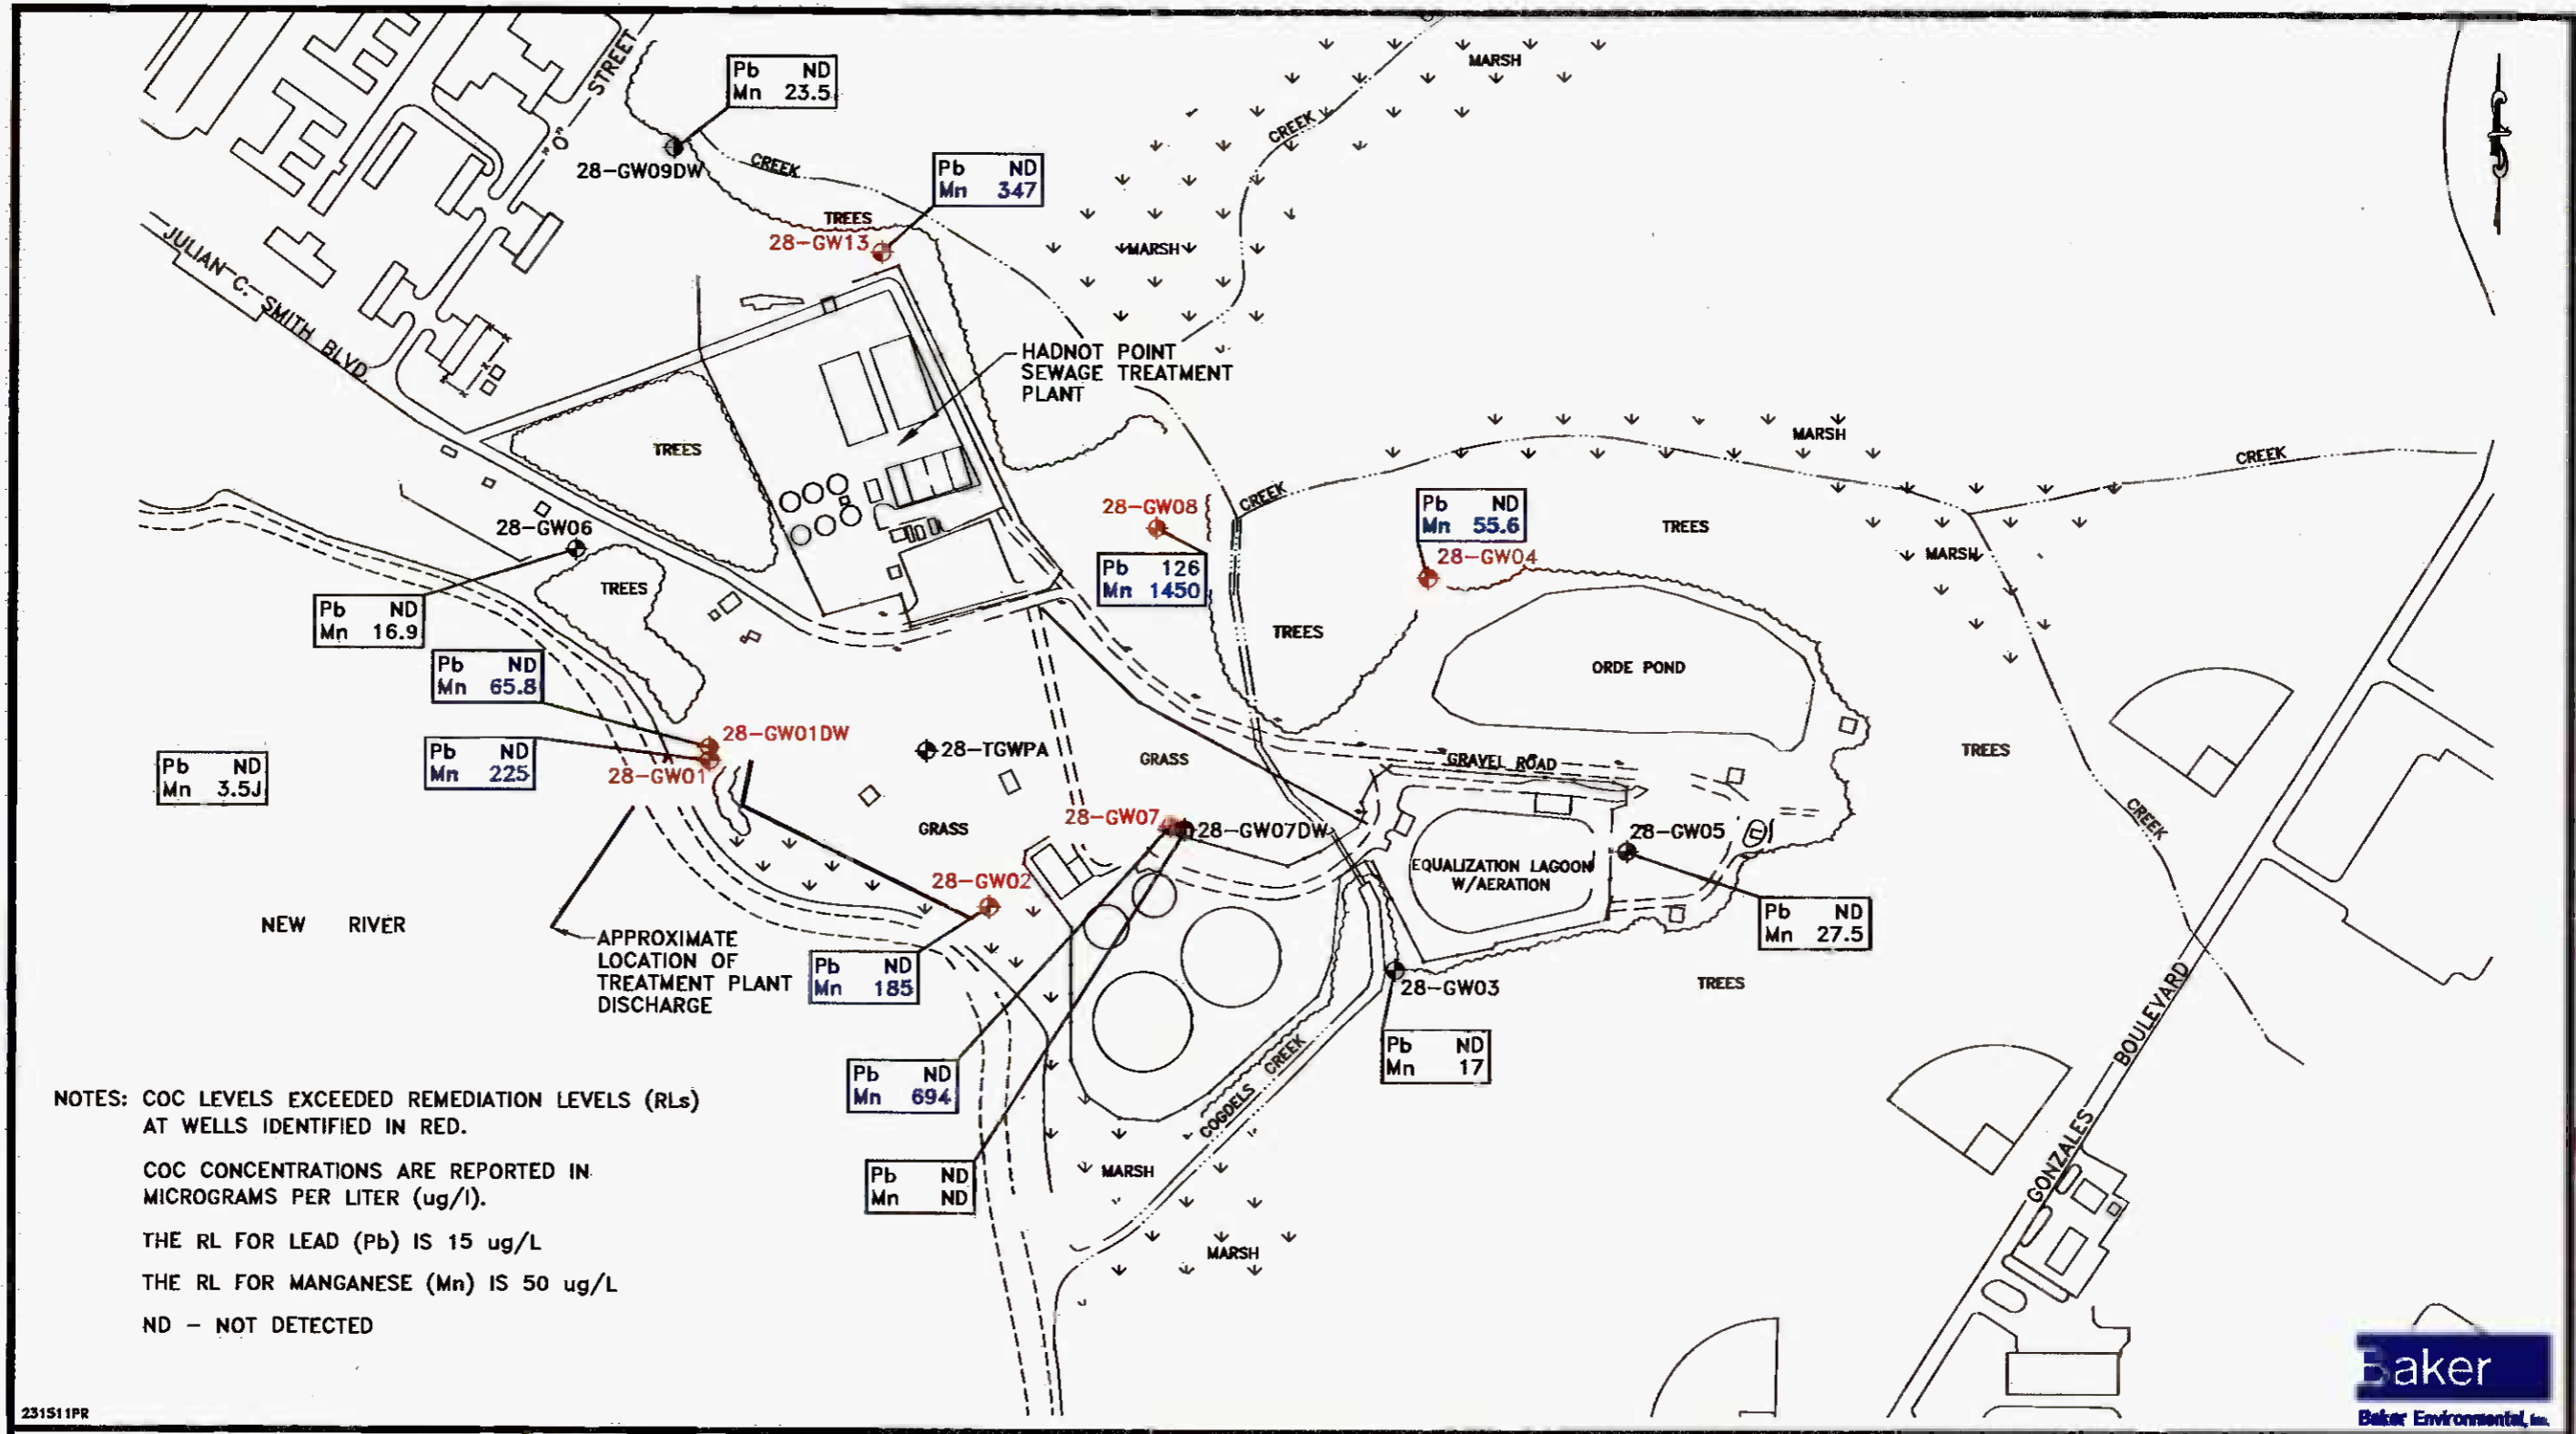 STREET
"O"
Pb ND
Mn 23.5
28-GW09DW
CREEK
MARSH
CREEK
Pb ND
Mn 347
TREES
28-GW13
MARSH
JULIAN C. SMITH BLVD.
HADNOT POINT
SEWAGE TREATMENT
PLANT
TREES
MARSH
CREEK
28-GW06
28-GW08
CREEK
Pb ND
Mn 55.6
TREES
28-GW04
MARSH
Pb 126
Mn 1450
TREES
Pb ND
Mn 16.9
TREES
ORDE POND
Pb ND
Mn 65.8
28-GW01DW
Pb ND
Mn 225
28-GW01
28-TGWPA
GRASS
GRAVEL ROAD
TREES
Pb ND
Mn 3.5J
GRASS
28-GW07
28-GW07DW
28-GW05
CREEK
EQUALIZATION LAGOON
W/AERATION
28-GW02
NEW RIVER
APPROXIMATE
LOCATION OF
TREATMENT PLANT
DISCHARGE
Pb ND
Mn 185
Pb ND
Mn 27.5
28-GW03
TREES
Pb ND
Mn 17
COGDELS CREEK
GONZALES BOULEVARD
Pb ND
Mn 694
Pb ND
Mn ND
MARSH
MARSH
NOTES: COC LEVELS EXCEEDED REMEDIATION LEVELS (RLs)
AT WELLS IDENTIFIED IN RED.
COC CONCENTRATIONS ARE REPORTED IN
MICROGRAMS PER LITER (ug/l).
THE RL FOR LEAD (Pb) IS 15 ug/L
THE RL FOR MANGANESE (Mn) IS 50 ug/L
ND - NOT DETECTED
231511PR
Baker
Baker Environmental, Inc.